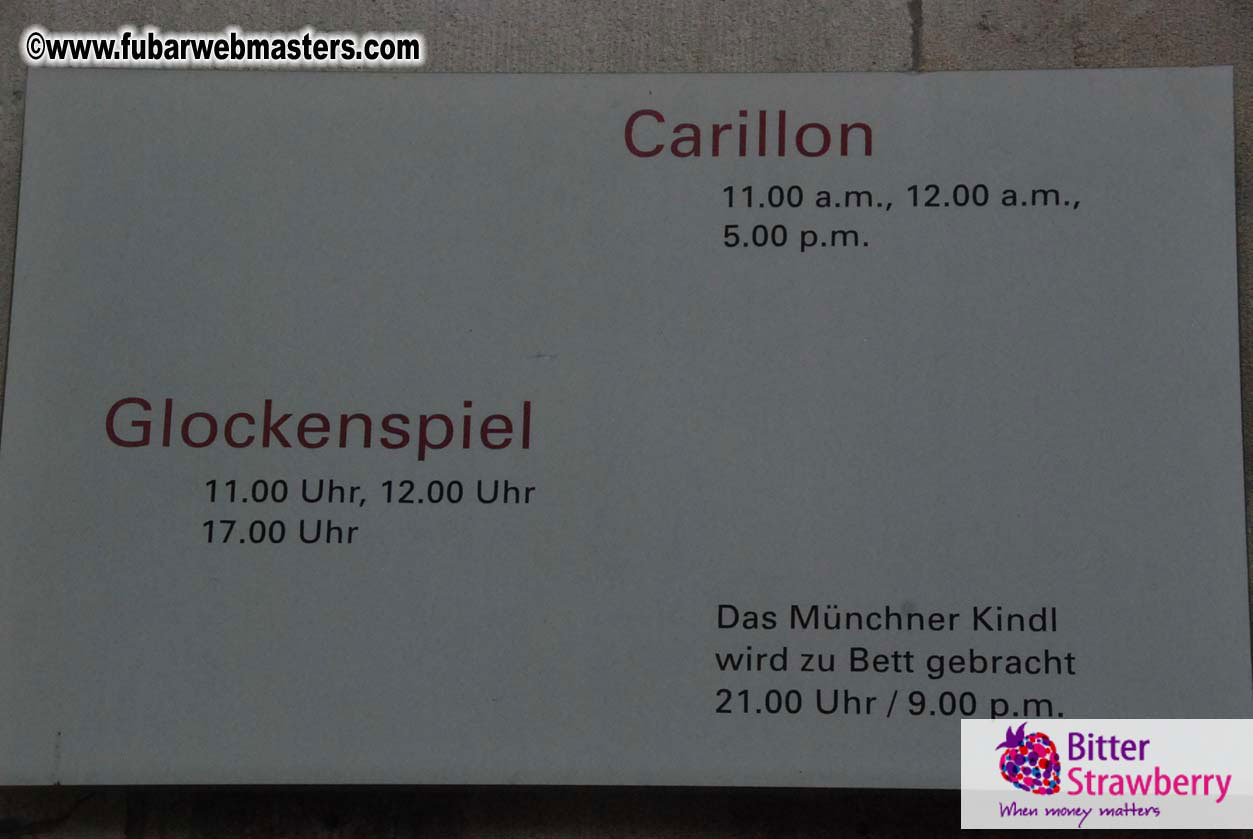 ©www.fubarwebmasters.com
Carillon
11.00 a.m., 12.00 a.m.,
5.00 p.m.
Glockenspiel
11.00 Uhr, 12.00 Uhr
17.00 Uhr
Das Münchner Kindl
wird zu Bett gebracht
21.00 Uhr / 9.00 p.m.
Bitter
Strawberry
When money matters